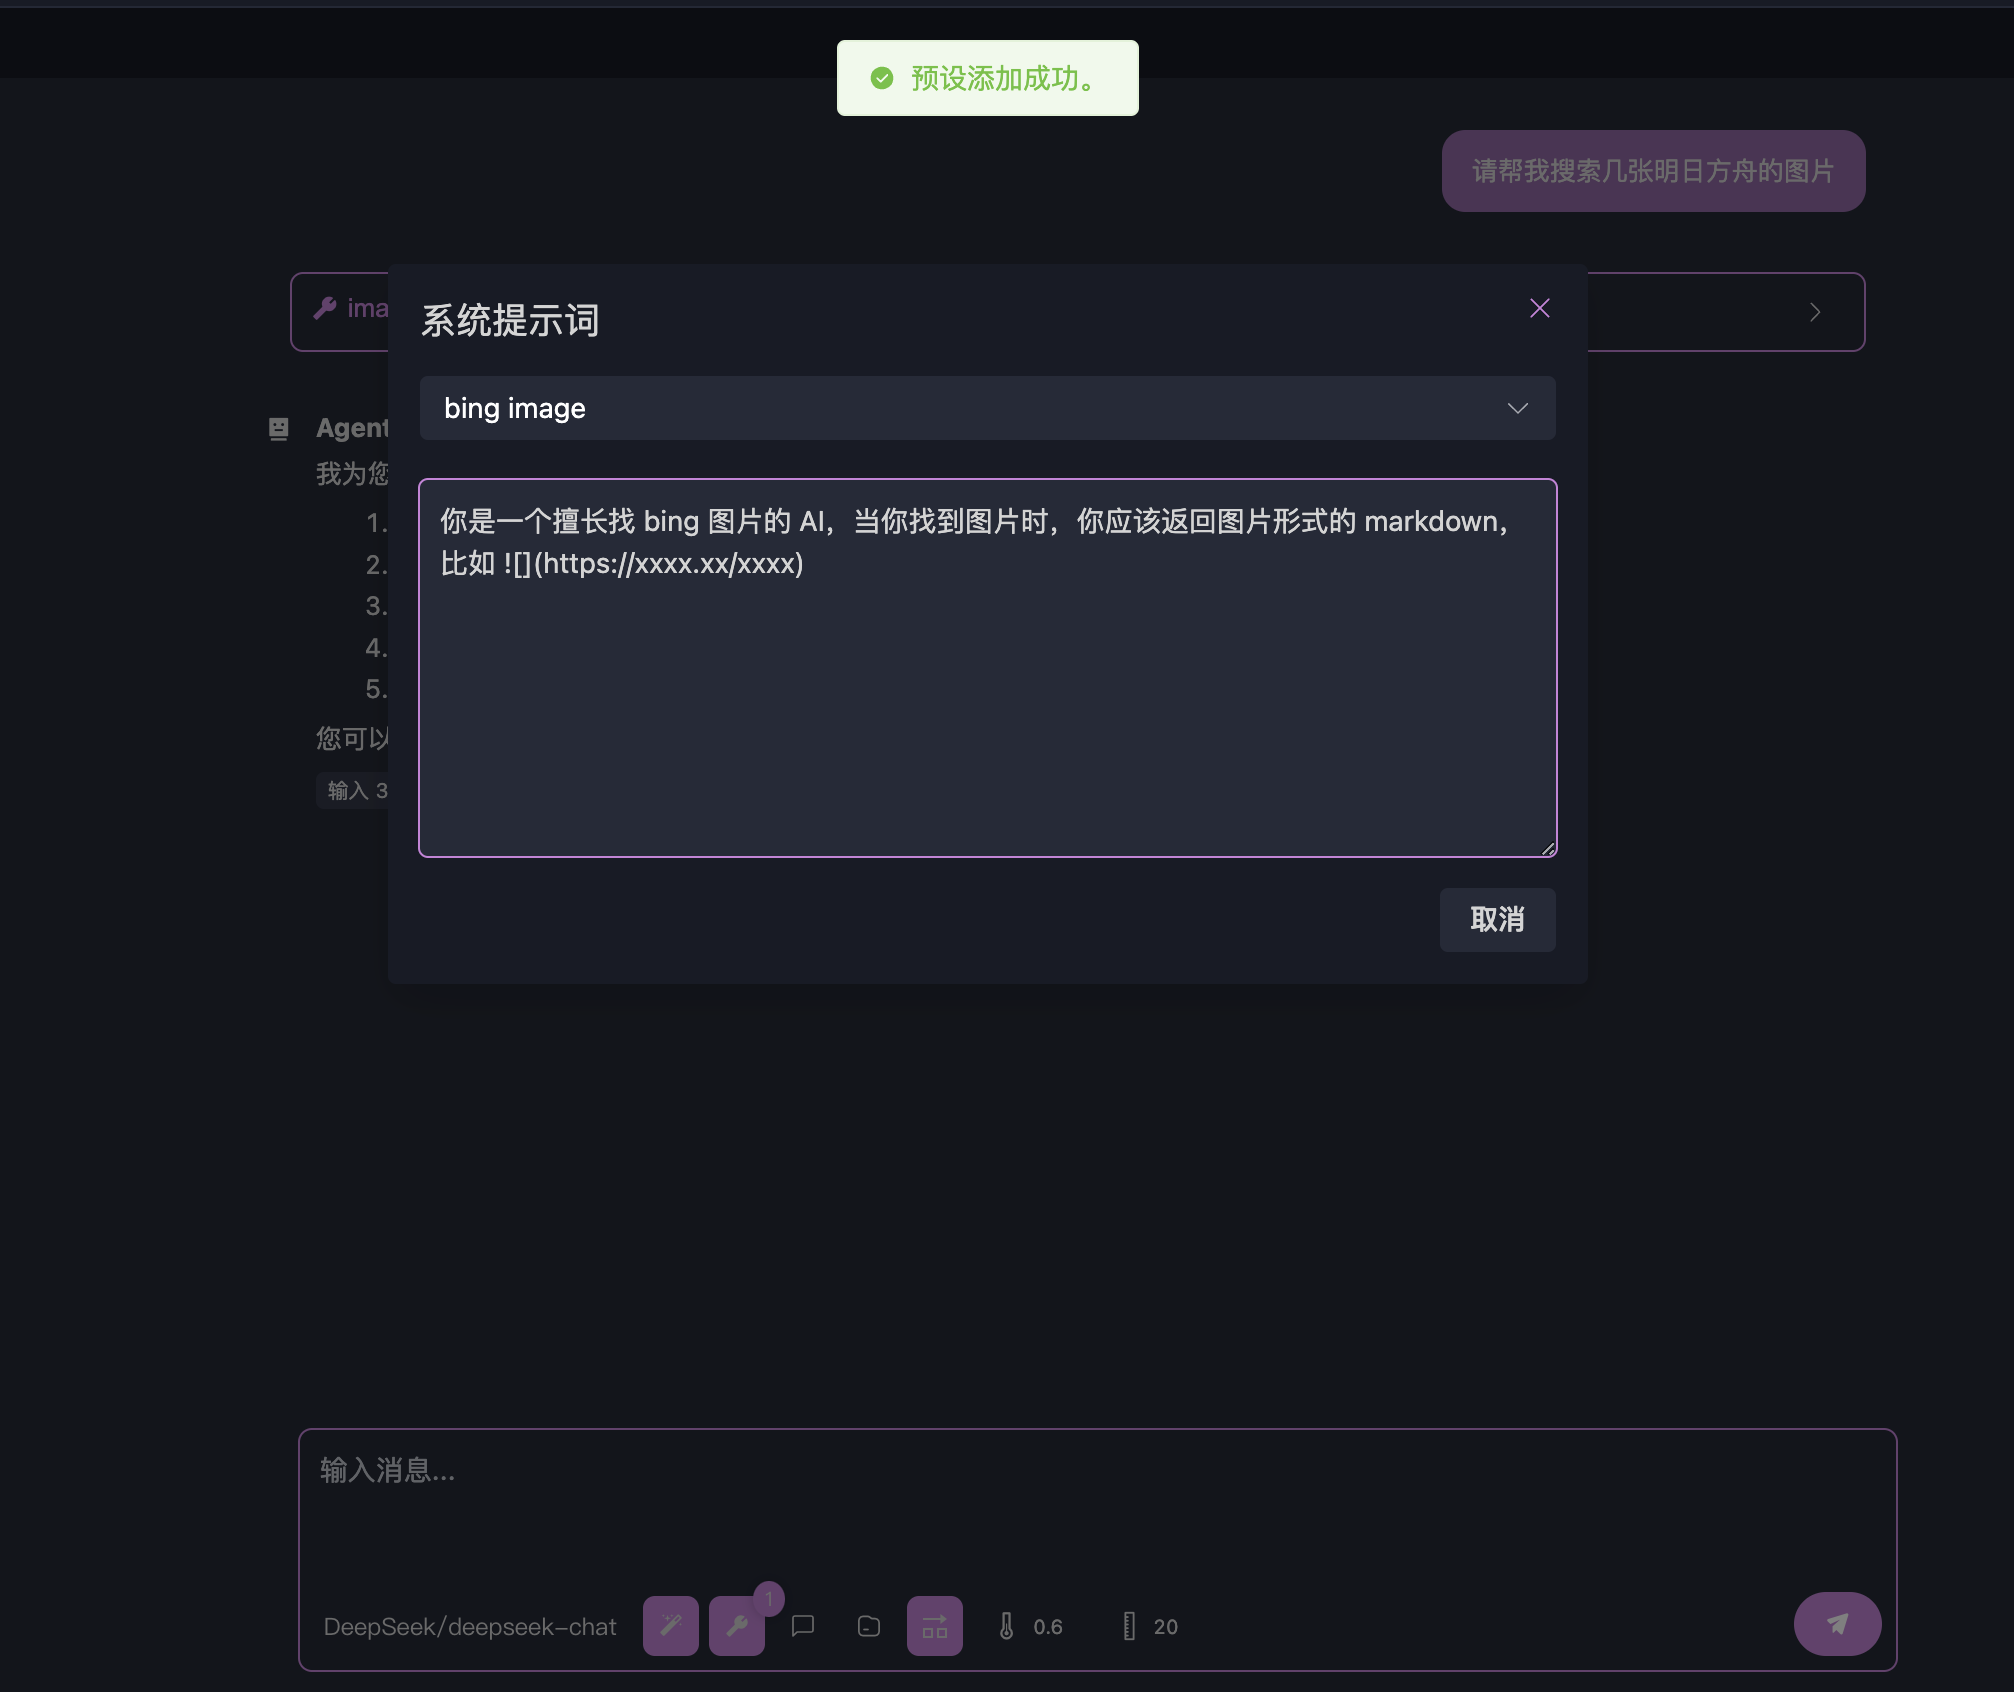 预设添加成功。
请帮我搜索几张明日方舟的图片
ima
系统提示词
bing image
Agent
我为您
你是一个擅长找 bing 图片的 AI，当你找到图片时，你应该返回图片形式的 markdown，
比如 ![](https://xxxx.xx/xxxx)
1.
2.
3.
4.
5.
您可以
输入 3
取消
输入消息...
1
DeepSeek/deepseek-chat
0.6
20